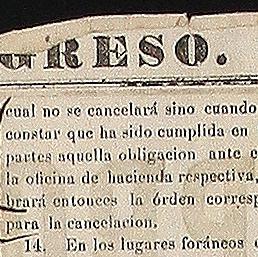 GRESO.
cual no se cancelará sino cuando
constar que ha sido cumplida en
partes aquella obligacion ante
la oficina de hacienda respectiva,
brará entonces la órden corresp
para la cancelacion.
14. En los lugares foráneos